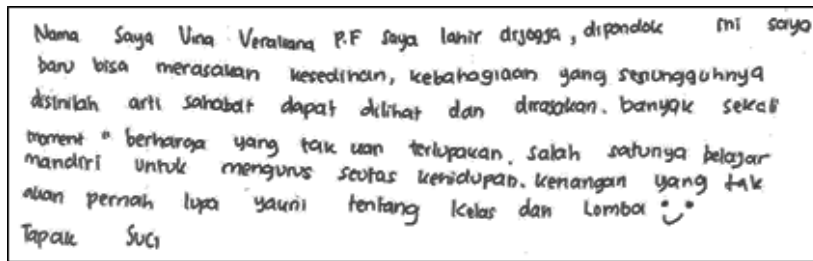 Nama Saya Vina Veraliana P.F Saya lahir dijogja, dipondok ini saya
baru bisa merasakan kesedihan, kebahagiaan yang sesungguhnya
disinilah arti sahabat dapat dilihat dan dirasakan. banyak sekali
moment " berharga yang tak kan terlupakan. salah satunya belajar
mandiri untuk mengurus seutas kehidupan. kenangan yang tak
akan pernah lupa yakni tentang kelas dan Lomba
Tapak Suci